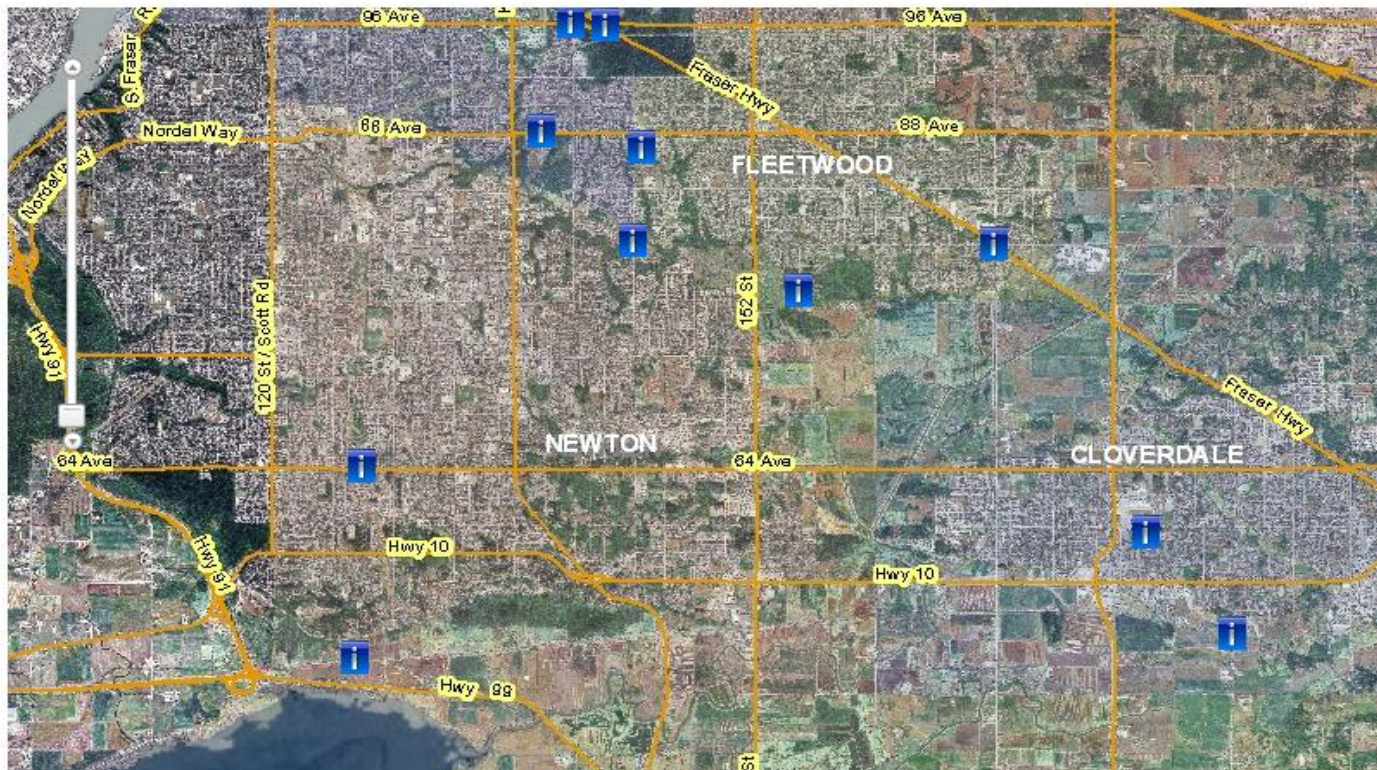 96 Ave
96 Ave
S. Fraser
Fraser Hwy
Nordel Way
88 Ave
88 Ave
Nordel Way
FLEETWOOD
152 St
120 St / Scott Rd
Hwy 91
Fraser Hwy
NEWTON
64 Ave
64 Ave
CLOVERDALE
Hwy 91
Hwy 10
Hwy 10
Hwy 99
St
i
i
i
i
i
i
i
i
i
i
i